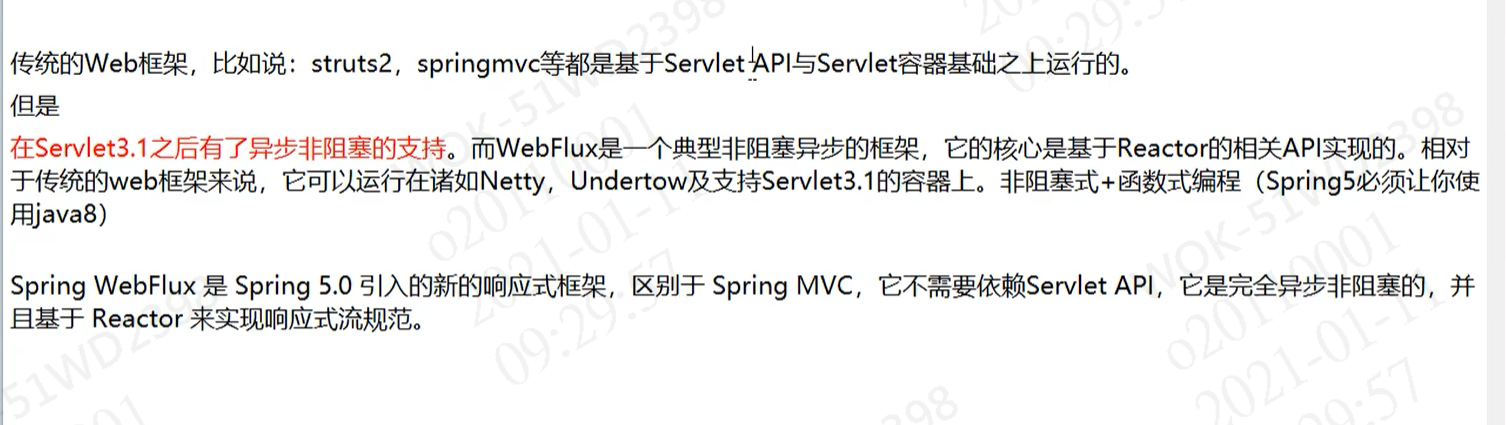 传统的Web框架，比如说：struts2，springmvc等都是基于Servlet API与Servlet容器基础之上运行的。
但是
在Servlet3.1之后有了异步非阻塞的支持。而WebFlux是一个典型非阻塞异步的框架，它的核心是基于Reactor的相关API实现的。相对
于传统的web框架来说，它可以运行在诸如Netty，Undertow及支持Servlet3.1的容器上。非阻塞式+函数式编程（Spring5必须让你使
用java8）
Spring WebFlux 是 Spring 5.0 引入的新的响应式框架，区别于 Spring MVC，它不需要依赖Servlet API，它是完全异步非阻塞的，并
且基于 Reactor 来实现响应式流规范。
WOK-51WD2398
o20110001
2021-01-11
09:29:57
WOK-51WD2398
o20110001
2021-01-11
09:29:57